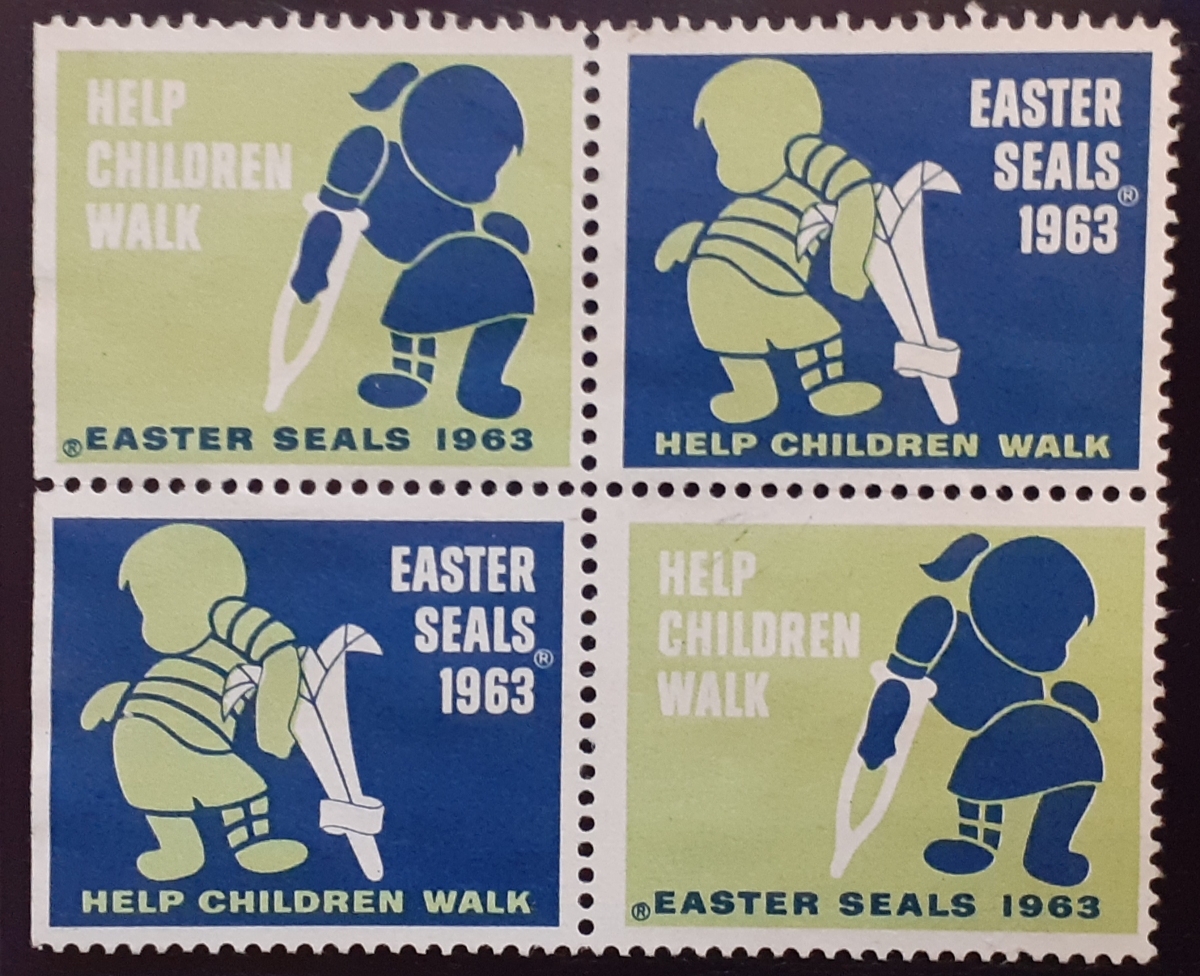 HELP
CHILDREN
WALK
®EASTER SEALS 1963
EASTER
SEALS®
1963
HELP CHILDREN WALK
EASTER
SEALS®
1963
HELP CHILDREN WALK
HELP
CHILDREN
WALK
®EASTER SEALS 1963